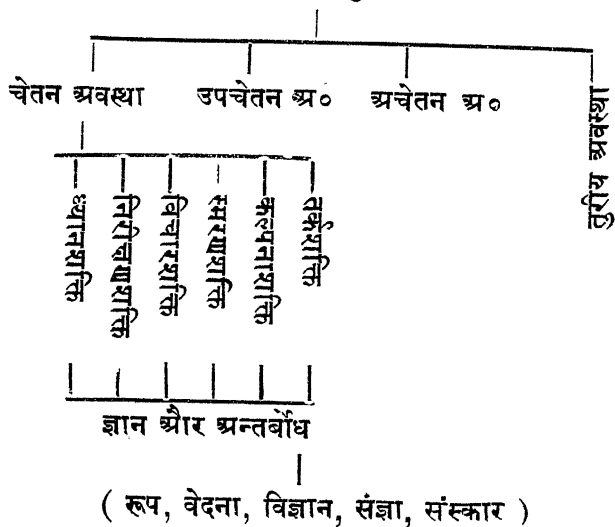 चेतन अवस्था उपचेतन अ० अचेतन अ० तुरीय अवस्था
ध्यानशक्ति निरीक्षणशक्ति विचारशक्ति स्मरणशक्ति कल्पनाशक्ति तर्कशक्ति
ज्ञान और अन्तर्बोध
( रूप, वेदना, विज्ञान, संज्ञा, संस्कार )